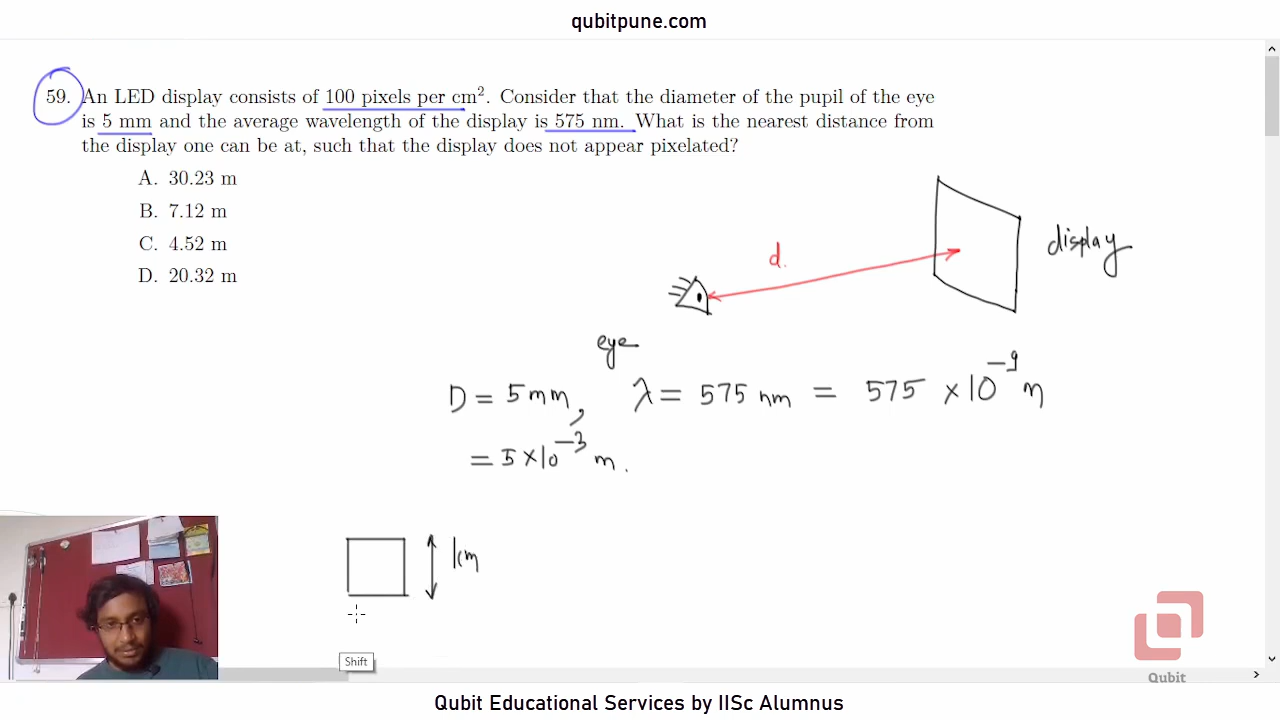 qubitpune.com
59. An LED display consists of 100 pixels per cm². Consider that the diameter of the pupil of the eye
is 5 mm and the average wavelength of the display is 575 nm. What is the nearest distance from
the display one can be at, such that the display does not appear pixelated?
A. 30.23 m
B. 7.12 m
C. 4.52 m
D. 20.32 m
d.
display
eye
D = 5 mm, λ = 575 nm = 575 × 10⁻⁹ m
= 5 × 10⁻³ m.
1cm
Shift
Qubit
Qubit Educational Services by IISc Alumnus